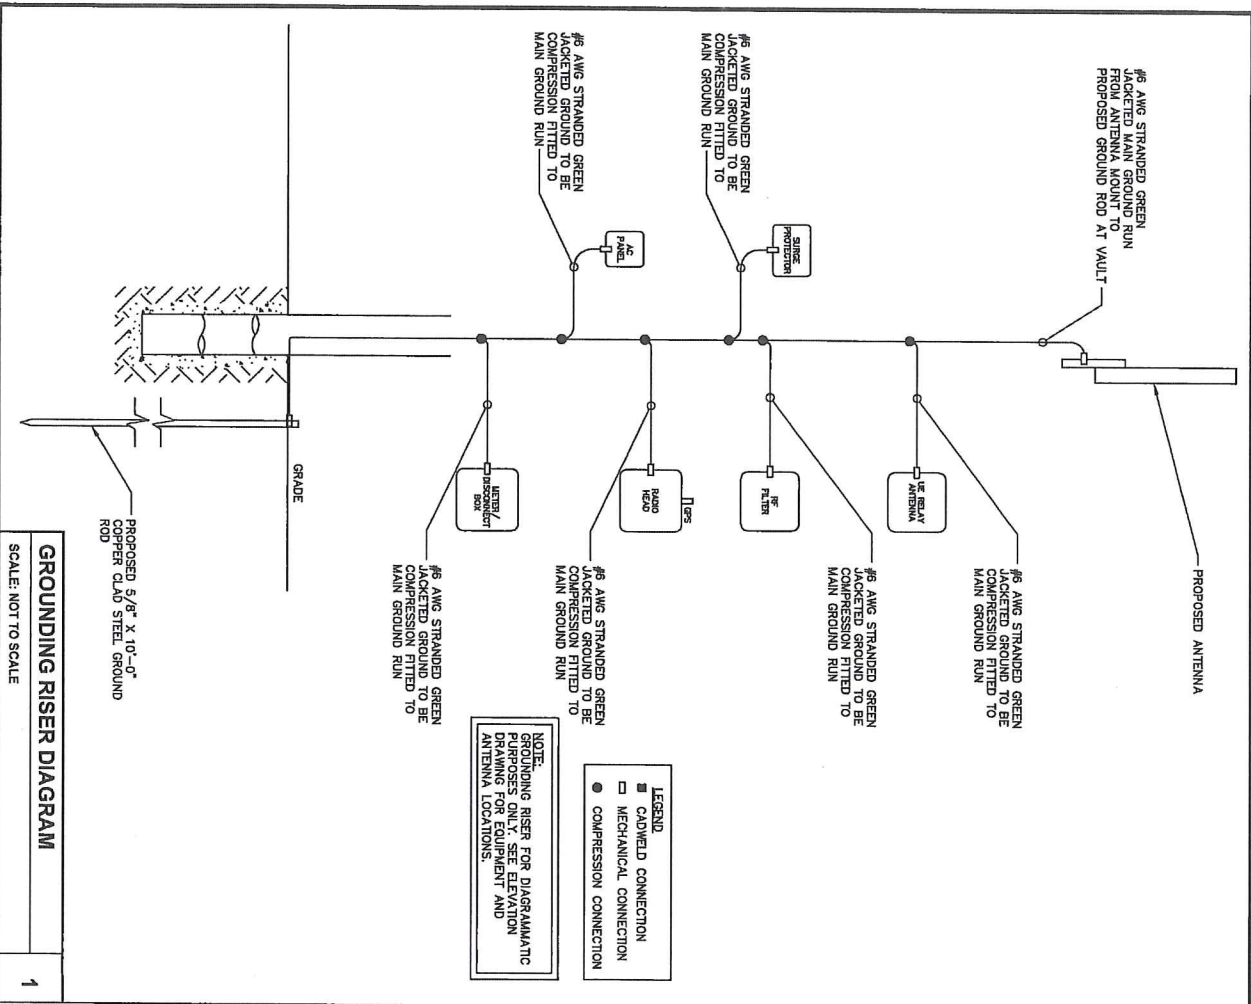 #6 AWG STRANDED GREEN
JACKETED MAIN GROUND RUN
FROM ANTENNA MOUNT TO
PROPOSED GROUND ROD AT VAULT
PROPOSED ANTENNA
#6 AWG STRANDED GREEN
JACKETED GROUND TO BE
COMPRESSION FITTED TO
MAIN GROUND RUN
SURGE
PROTECTOR
#6 AWG STRANDED GREEN
JACKETED GROUND TO BE
COMPRESSION FITTED TO
MAIN GROUND RUN
AC
PANEL
UE RELAY
ANTENNA
#6 AWG STRANDED GREEN
JACKETED GROUND TO BE
COMPRESSION FITTED TO
MAIN GROUND RUN
RF
FILTER
#6 AWG STRANDED GREEN
JACKETED GROUND TO BE
COMPRESSION FITTED TO
MAIN GROUND RUN
GPS
RADIO
HEAD
#6 AWG STRANDED GREEN
JACKETED GROUND TO BE
COMPRESSION FITTED TO
MAIN GROUND RUN
METER/
DISCONNECT
BOX
#6 AWG STRANDED GREEN
JACKETED GROUND TO BE
COMPRESSION FITTED TO
MAIN GROUND RUN
GRADE
PROPOSED 5/8" X 10'-0"
COPPER CLAD STEEL GROUND
ROD
LEGEND
CADWELD CONNECTION
MECHANICAL CONNECTION
COMPRESSION CONNECTION
NOTE:
GROUNDING RISER FOR DIAGRAMMATIC
PURPOSES ONLY. SEE ELEVATION
DRAWING FOR EQUIPMENT AND
ANTENNA LOCATIONS.
GROUNDING RISER DIAGRAM
SCALE: NOT TO SCALE
1